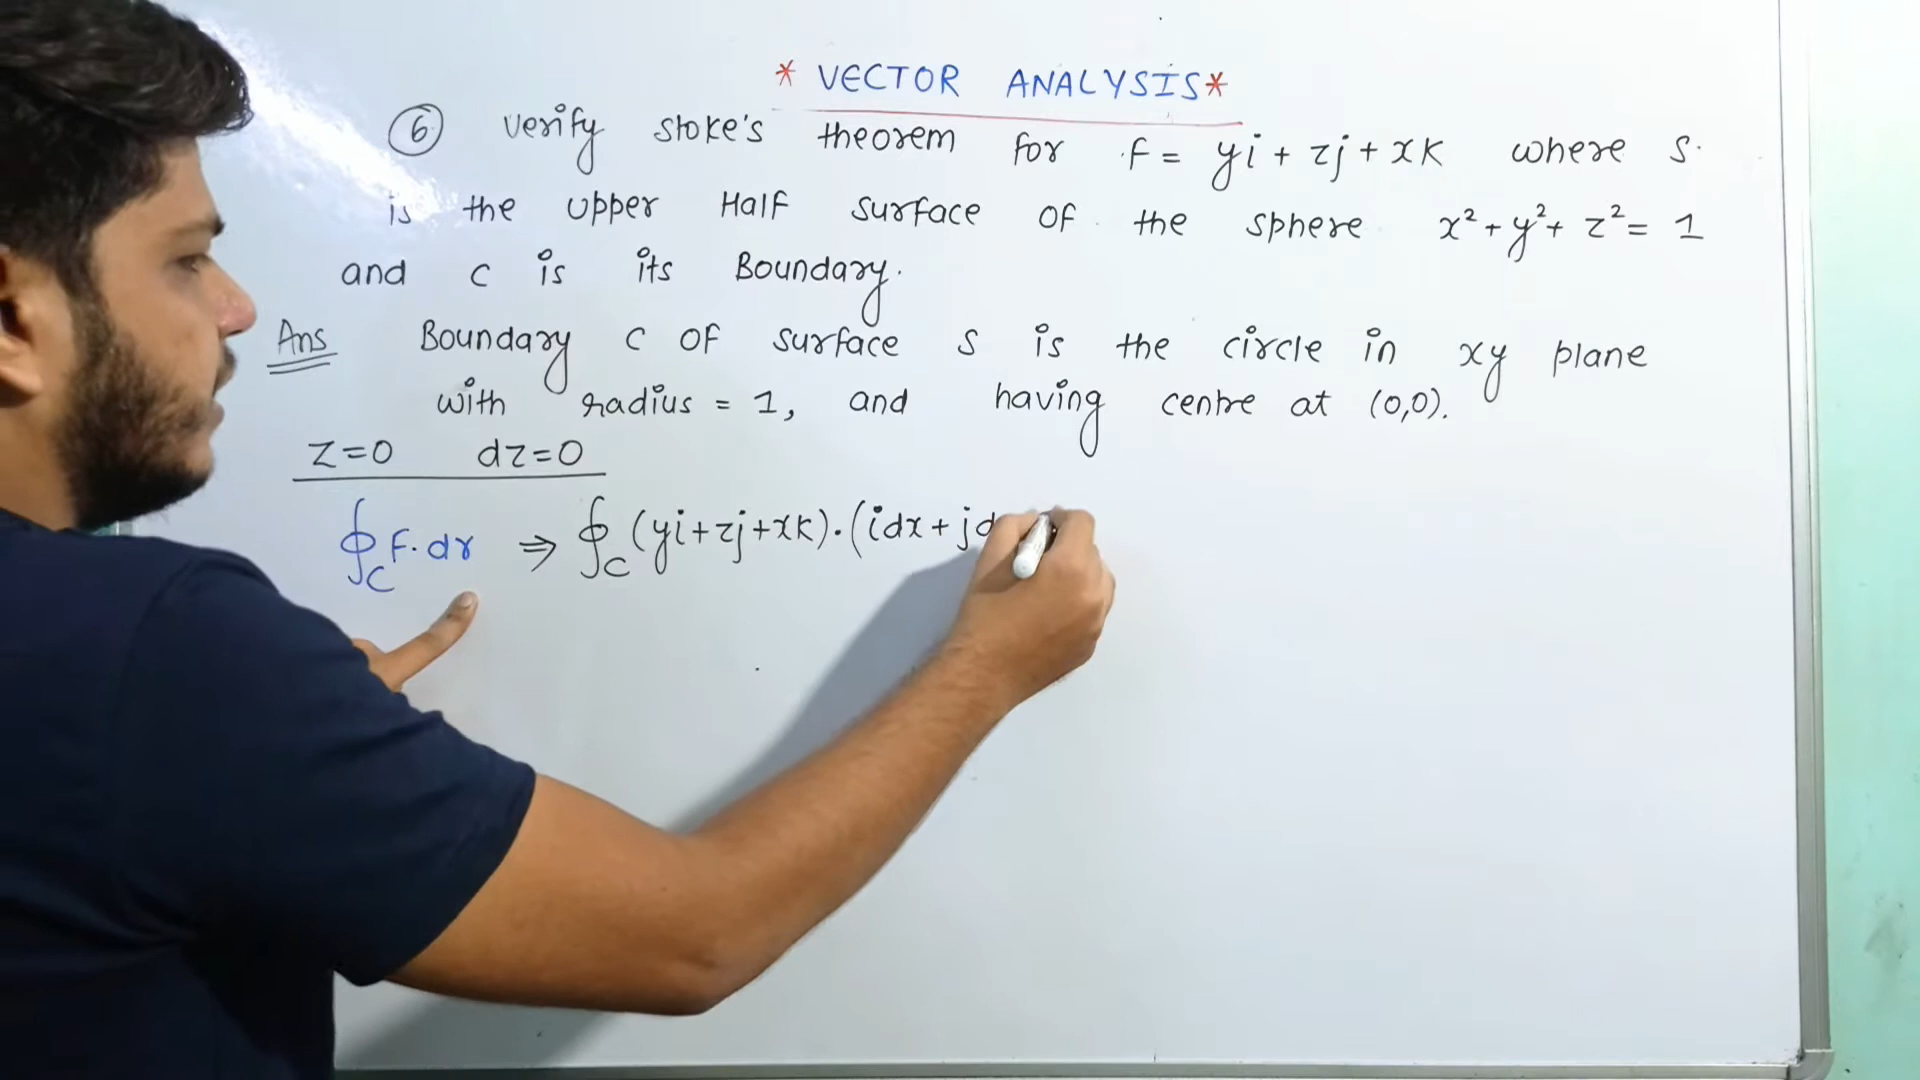 * VECTOR ANALYSIS *
⑥ verify stoke's theorem for F = yi + zj + xk where s.
is the upper Half surface of the sphere x² + y² + z² = 1
and c is its Boundary.
Ans Boundary c of surface s is the circle in xy plane
with radius = 1, and having centre at (0,0).
z=0 dz=0
∮c F·dr ⇒ ∮c (yi+zj+xk)·(idx + jd